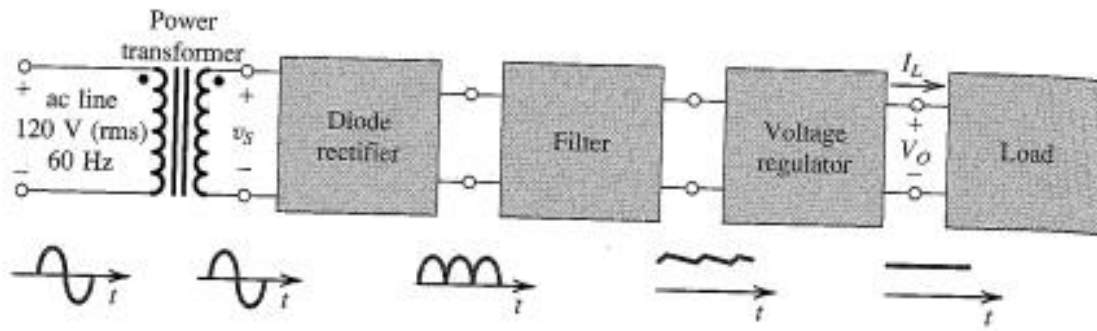 Power
transformer
+
ac line
120 V (rms)
60 Hz
−
+
vS
−
Diode
rectifier
Filter
Voltage
regulator
IL
+
VO
−
Load
t
t
t
t
t